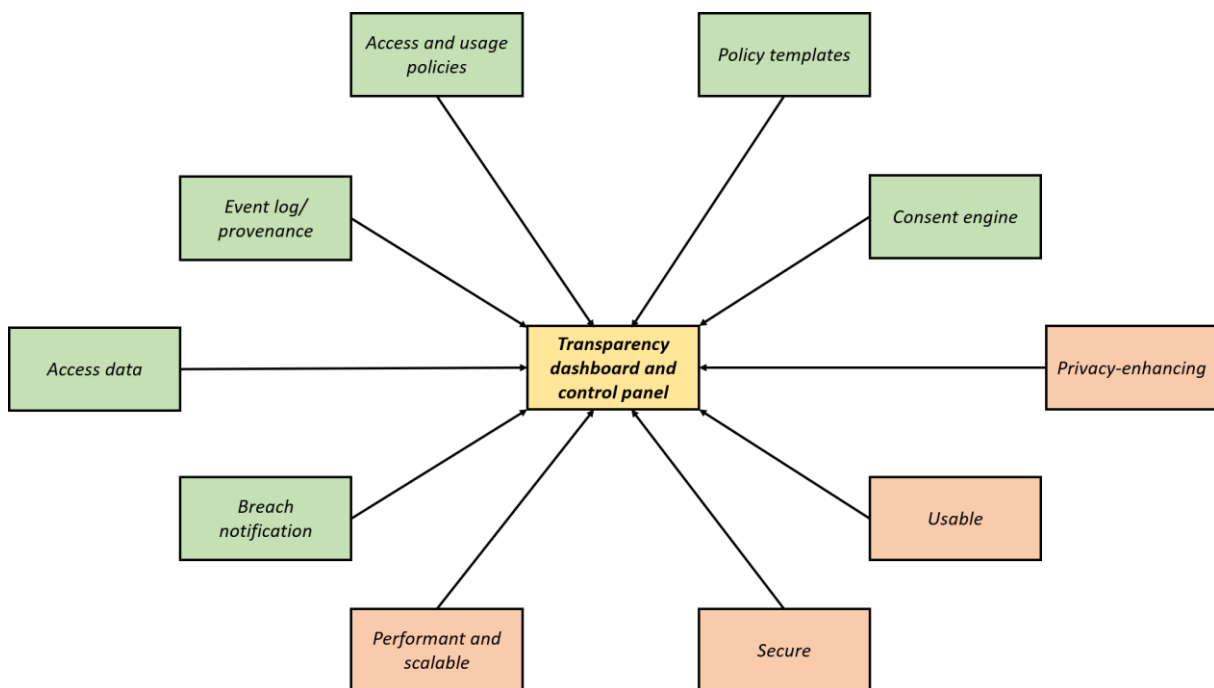 Access and usage
policies
Policy templates
Event log/
provenance
Consent engine
Transparency
dashboard and
control panel
Access data
Privacy-enhancing
Breach
notification
Usable
Performant and
scalable
Secure